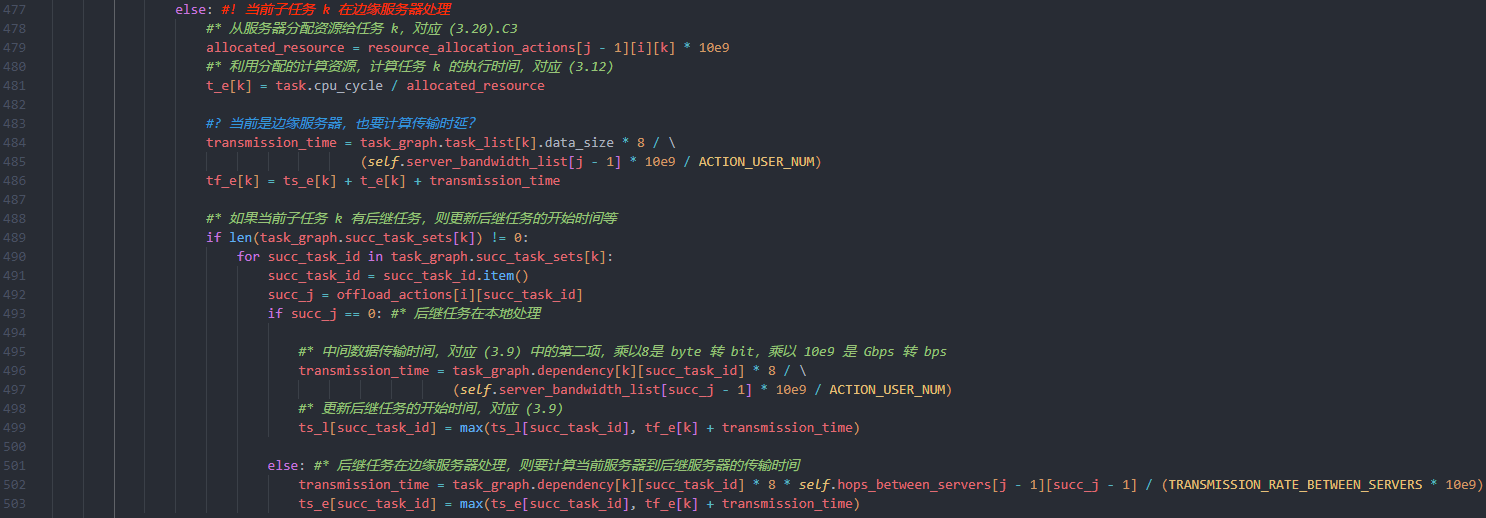 477 else: #! 当前子任务 k 在边缘服务器处理
478 #* 从服务器分配资源给任务 k，对应 (3.20).C3
479 allocated_resource = resource_allocation_actions[j - 1][i][k] * 10e9
480 #* 利用分配的计算资源，计算任务 k 的执行时间，对应 (3.12)
481 t_e[k] = task.cpu_cycle / allocated_resource
482
483 #? 当前是边缘服务器，也要计算传输时延?
484 transmission_time = task_graph.task_list[k].data_size * 8 / \
485 (self.server_bandwidth_list[j - 1] * 10e9 / ACTION_USER_NUM)
486 tf_e[k] = ts_e[k] + t_e[k] + transmission_time
487
488 #* 如果当前子任务 k 有后继任务，则更新后继任务的开始时间等
489 if len(task_graph.succ_task_sets[k]) != 0:
490 for succ_task_id in task_graph.succ_task_sets[k]:
491 succ_task_id = succ_task_id.item()
492 succ_j = offload_actions[i][succ_task_id]
493 if succ_j == 0: #* 后继任务在本地处理
494
495 #* 中间数据传输时间，对应 (3.9) 中的第二项，乘以8是 byte 转 bit，乘以 10e9 是 Gbps 转 bps
496 transmission_time = task_graph.dependency[k][succ_task_id] * 8 / \
497 (self.server_bandwidth_list[succ_j - 1] * 10e9 / ACTION_USER_NUM)
498 #* 更新后继任务的开始时间，对应 (3.9)
499 ts_l[succ_task_id] = max(ts_l[succ_task_id], tf_e[k] + transmission_time)
500
501 else: #* 后继任务在边缘服务器处理，则要计算当前服务器到后继服务器的传输时间
502 transmission_time = task_graph.dependency[k][succ_task_id] * 8 * self.hops_between_servers[j - 1][succ_j - 1] / (TRANSMISSION_RATE_BETWEEN_SERVERS * 10e9)
503 ts_e[succ_task_id] = max(ts_e[succ_task_id], tf_e[k] + transmission_time)